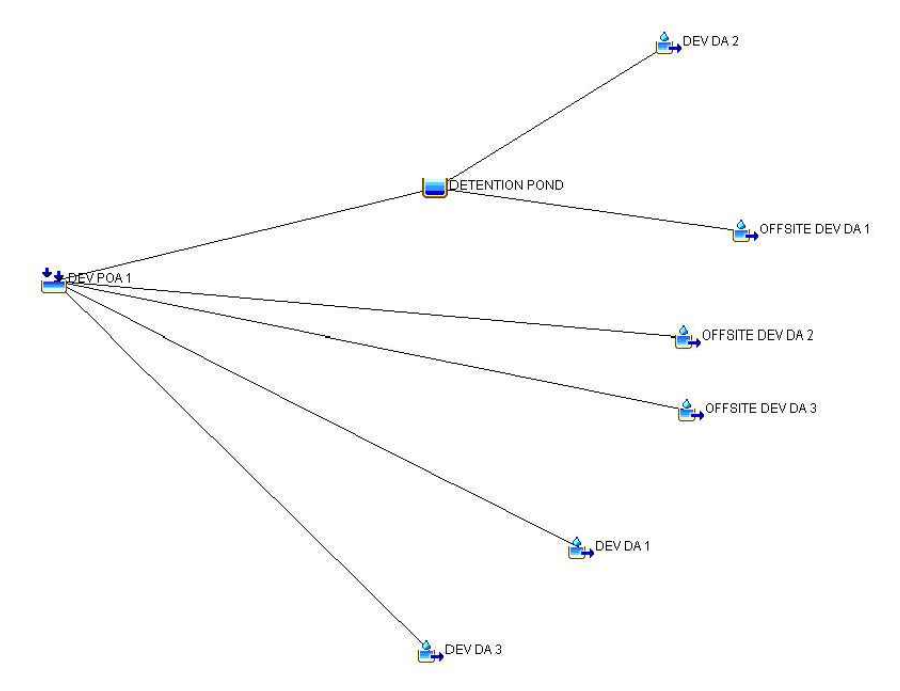 DEV DA 2
DETENTION POND
OFFSITE DEV DA 1
DEV POA 1
OFFSITE DEV DA 2
OFFSITE DEV DA 3
DEV DA 1
DEV DA 3